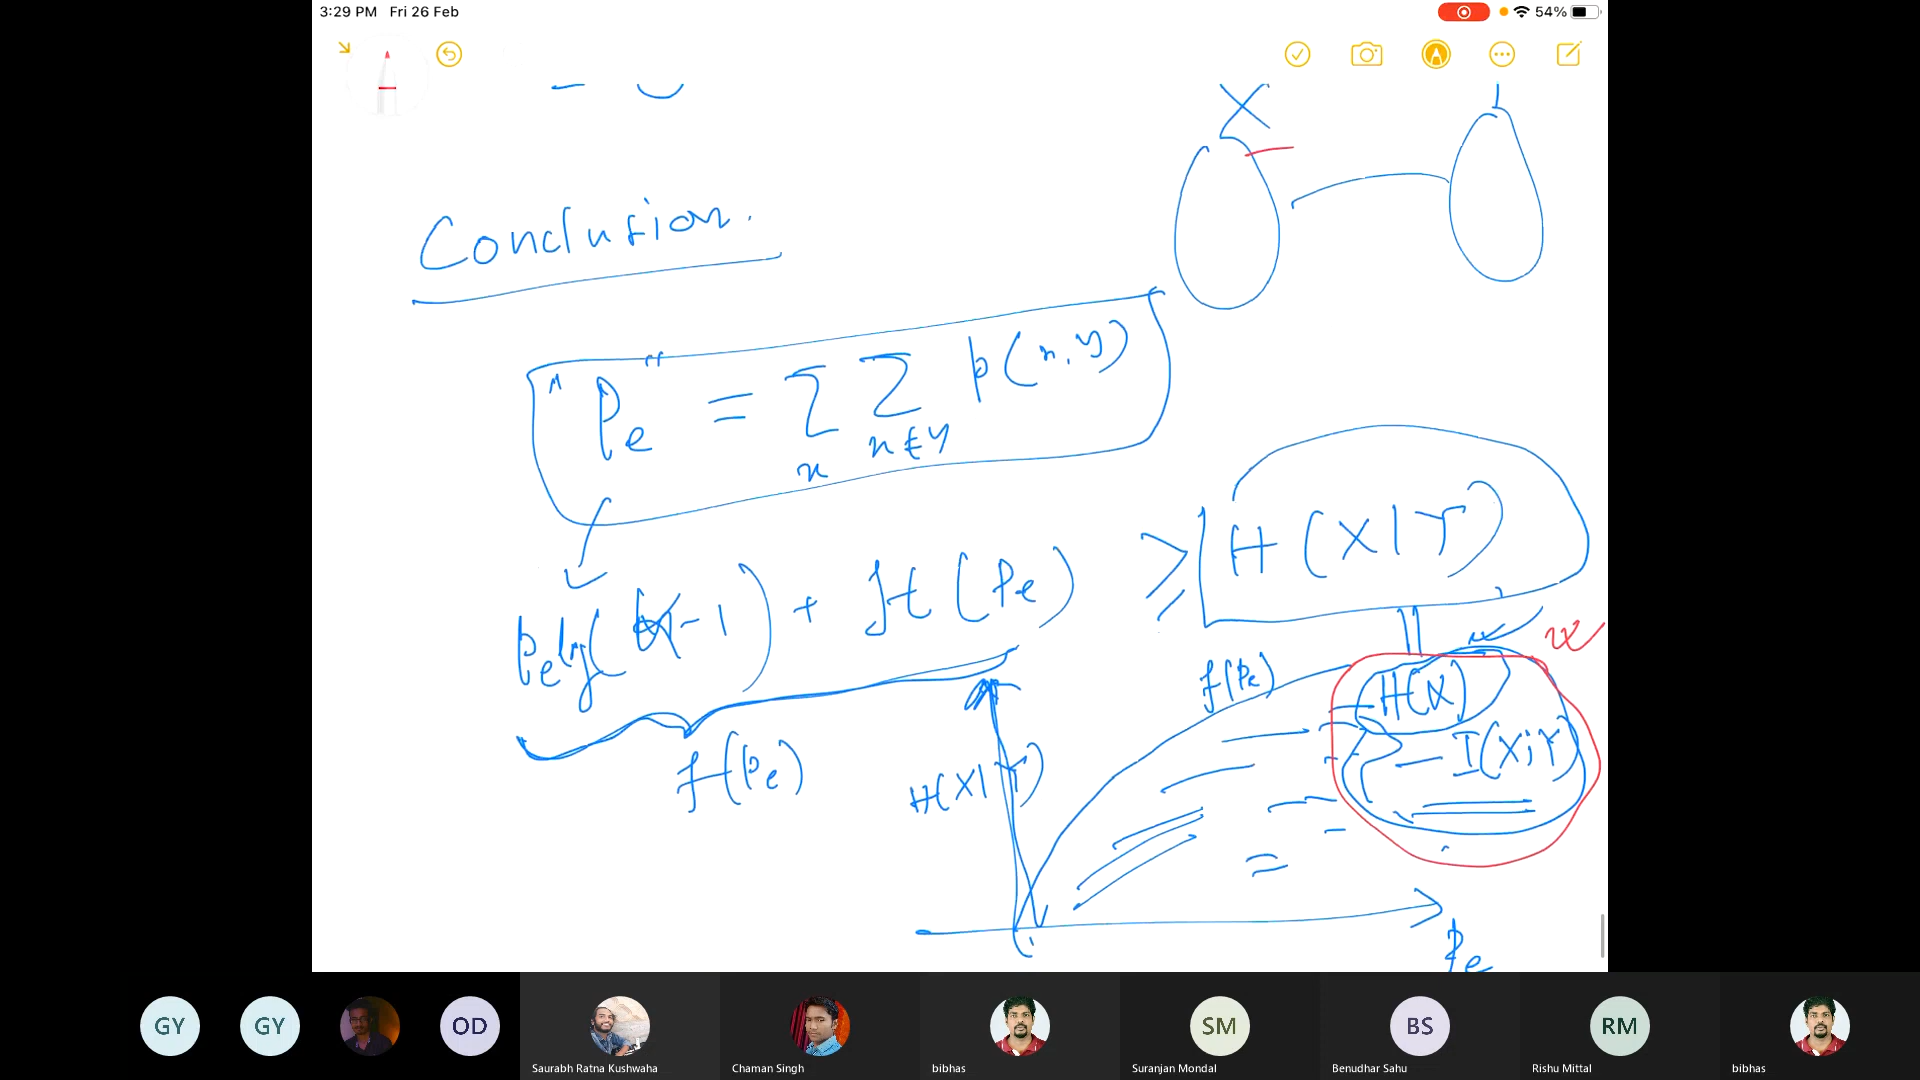 3:29 PM Fri 26 Feb
54%
X
Conclusion.
"Pe" = Σ Σ p(x,y)
x x≠y
Pe log(α-1) + H(Pe) ≥ H(X|Y)
f(Pe)
H(X)
- I(X;Y)
f(Pe)
H(X|Y)
Pe
GY GY OD SM BS RM
Saurabh Ratna Kushwaha Chaman Singh bibhas Suranjan Mondal Benudhar Sahu Rishu Mittal bibhas